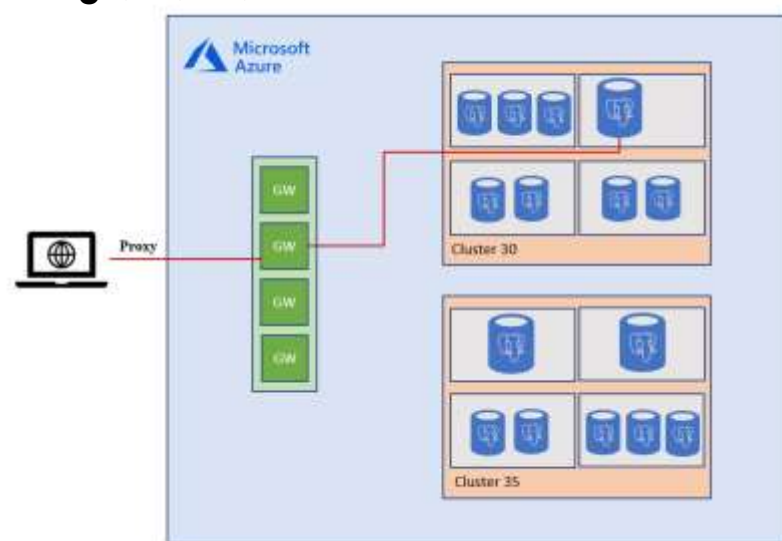 Microsoft
Azure
GW
GW
GW
GW
Proxy
Cluster 30
Cluster 35